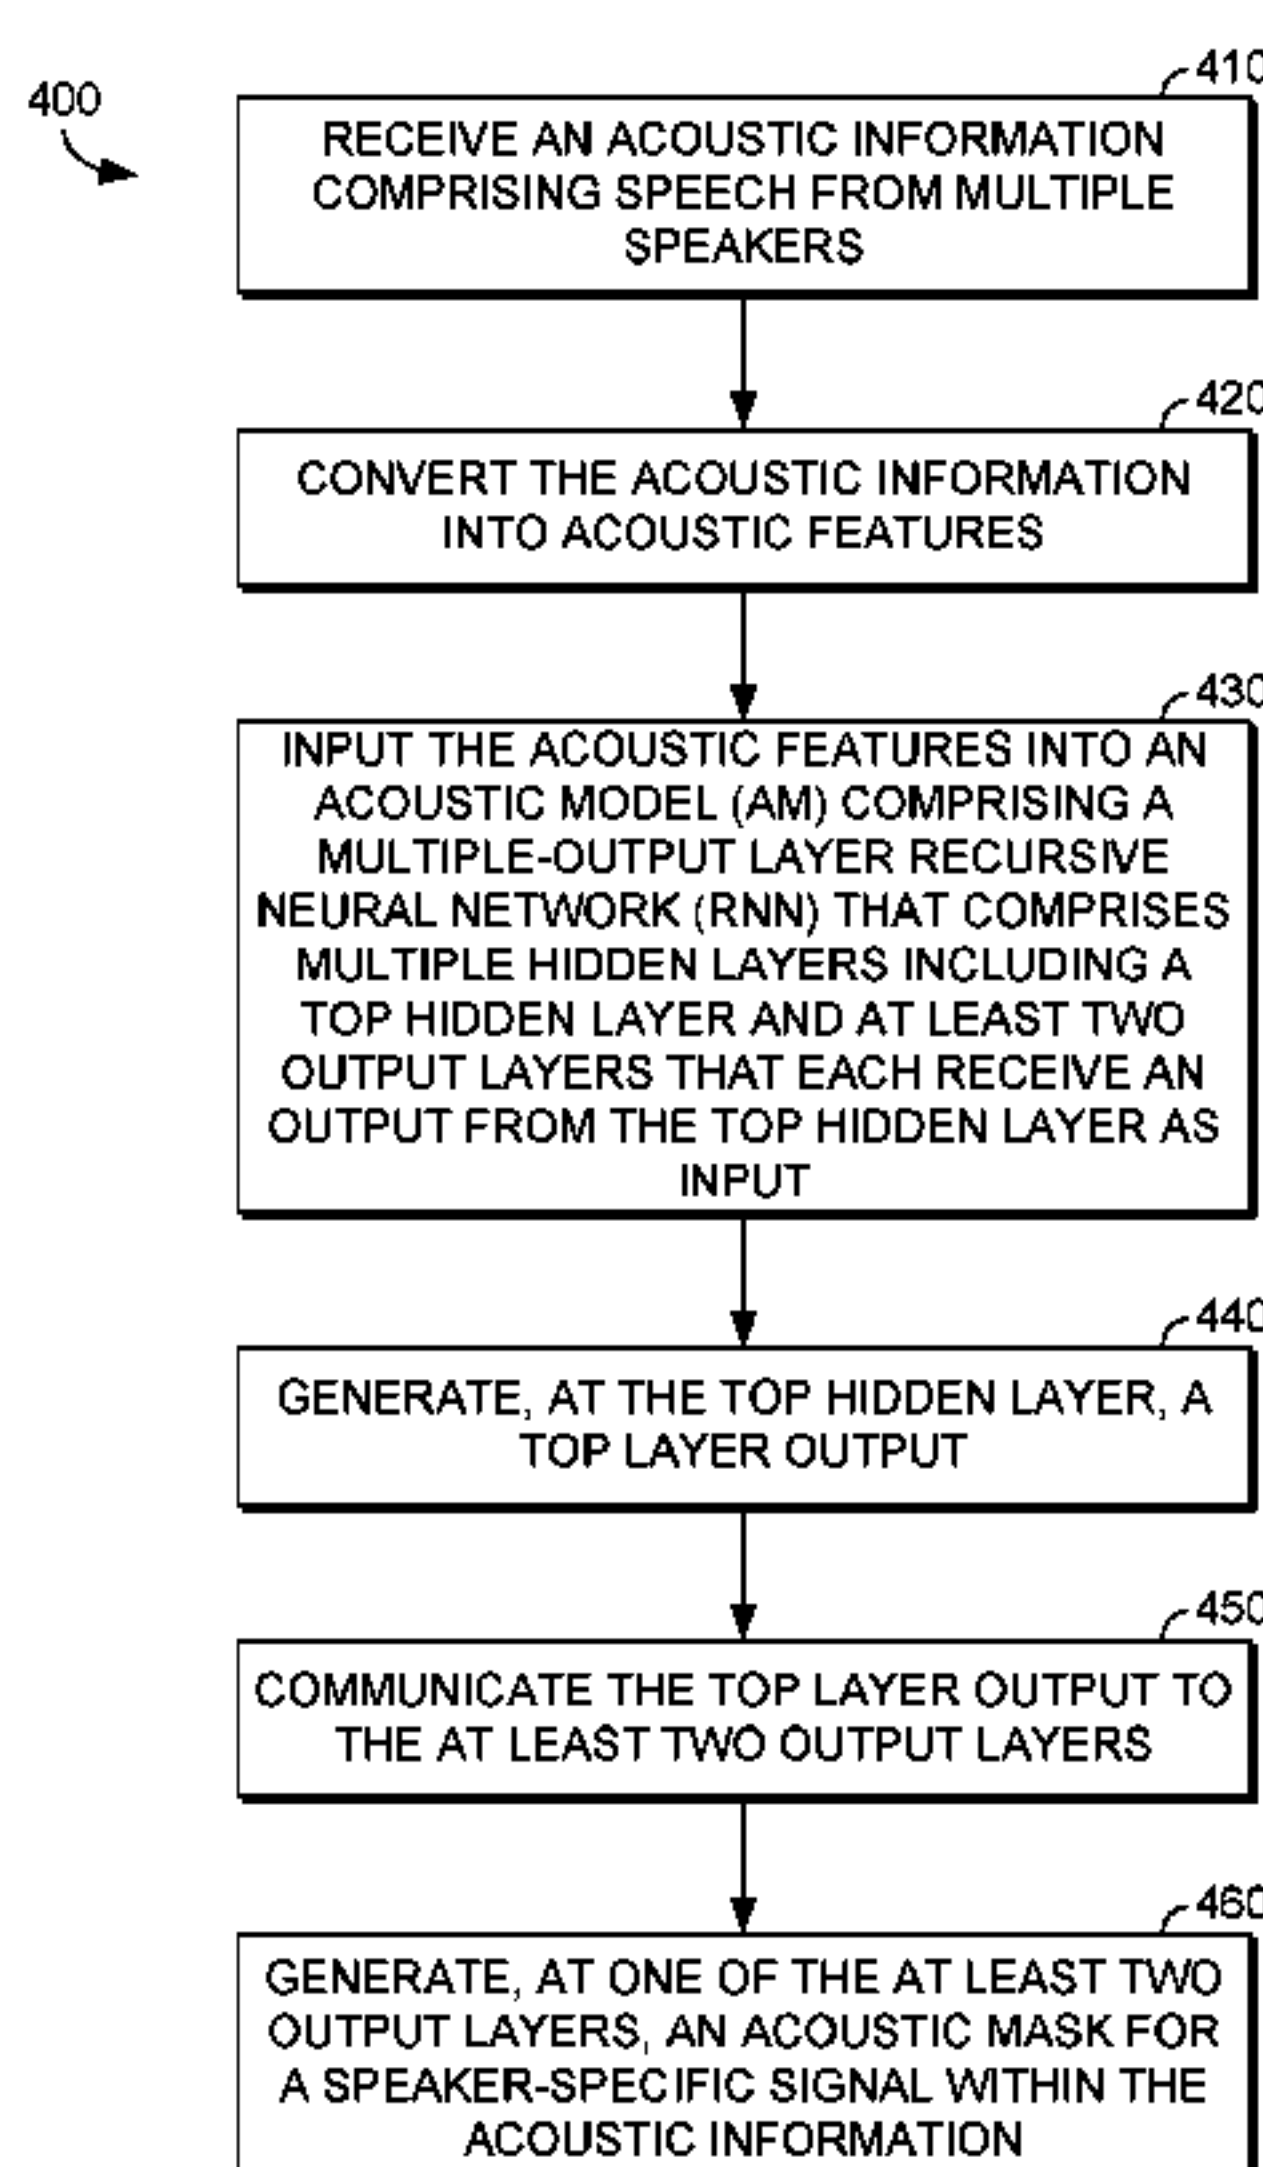 400
410
RECEIVE AN ACOUSTIC INFORMATION
COMPRISING SPEECH FROM MULTIPLE
SPEAKERS
420
CONVERT THE ACOUSTIC INFORMATION
INTO ACOUSTIC FEATURES
430
INPUT THE ACOUSTIC FEATURES INTO AN
ACOUSTIC MODEL (AM) COMPRISING A
MULTIPLE-OUTPUT LAYER RECURSIVE
NEURAL NETWORK (RNN) THAT COMPRISES
MULTIPLE HIDDEN LAYERS INCLUDING A
TOP HIDDEN LAYER AND AT LEAST TWO
OUTPUT LAYERS THAT EACH RECEIVE AN
OUTPUT FROM THE TOP HIDDEN LAYER AS
INPUT
440
GENERATE, AT THE TOP HIDDEN LAYER, A
TOP LAYER OUTPUT
450
COMMUNICATE THE TOP LAYER OUTPUT TO
THE AT LEAST TWO OUTPUT LAYERS
460
GENERATE, AT ONE OF THE AT LEAST TWO
OUTPUT LAYERS, AN ACOUSTIC MASK FOR
A SPEAKER-SPECIFIC SIGNAL WITHIN THE
ACOUSTIC INFORMATION